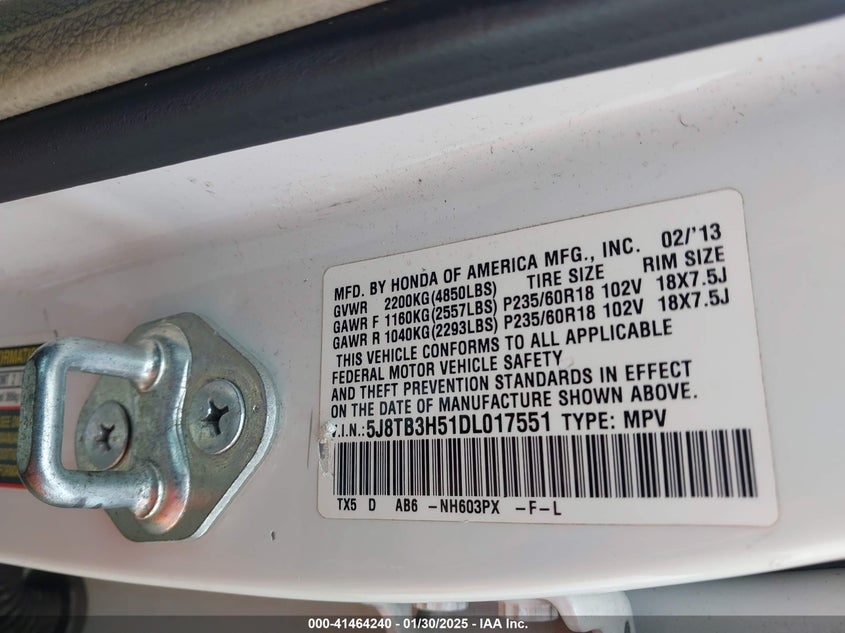 MFD. BY HONDA OF AMERICA MFG., INC. 02/'13
GVWR 2200KG(4850LBS) TIRE SIZE RIM SIZE
GAWR F 1160KG(2557LBS) P235/60R18 102V 18X7.5J
GAWR R 1040KG(2293LBS) P235/60R18 102V 18X7.5J
THIS VEHICLE CONFORMS TO ALL APPLICABLE
FEDERAL MOTOR VEHICLE SAFETY
AND THEFT PREVENTION STANDARDS IN EFFECT
ON THE DATE OF MANUFACTURE SHOWN ABOVE.
.I.N.:5J8TB3H51DL017551 TYPE: MPV
TX5 D AB6 -NH603PX -F-L
000-41464240 - 01/30/2025 - IAA Inc.